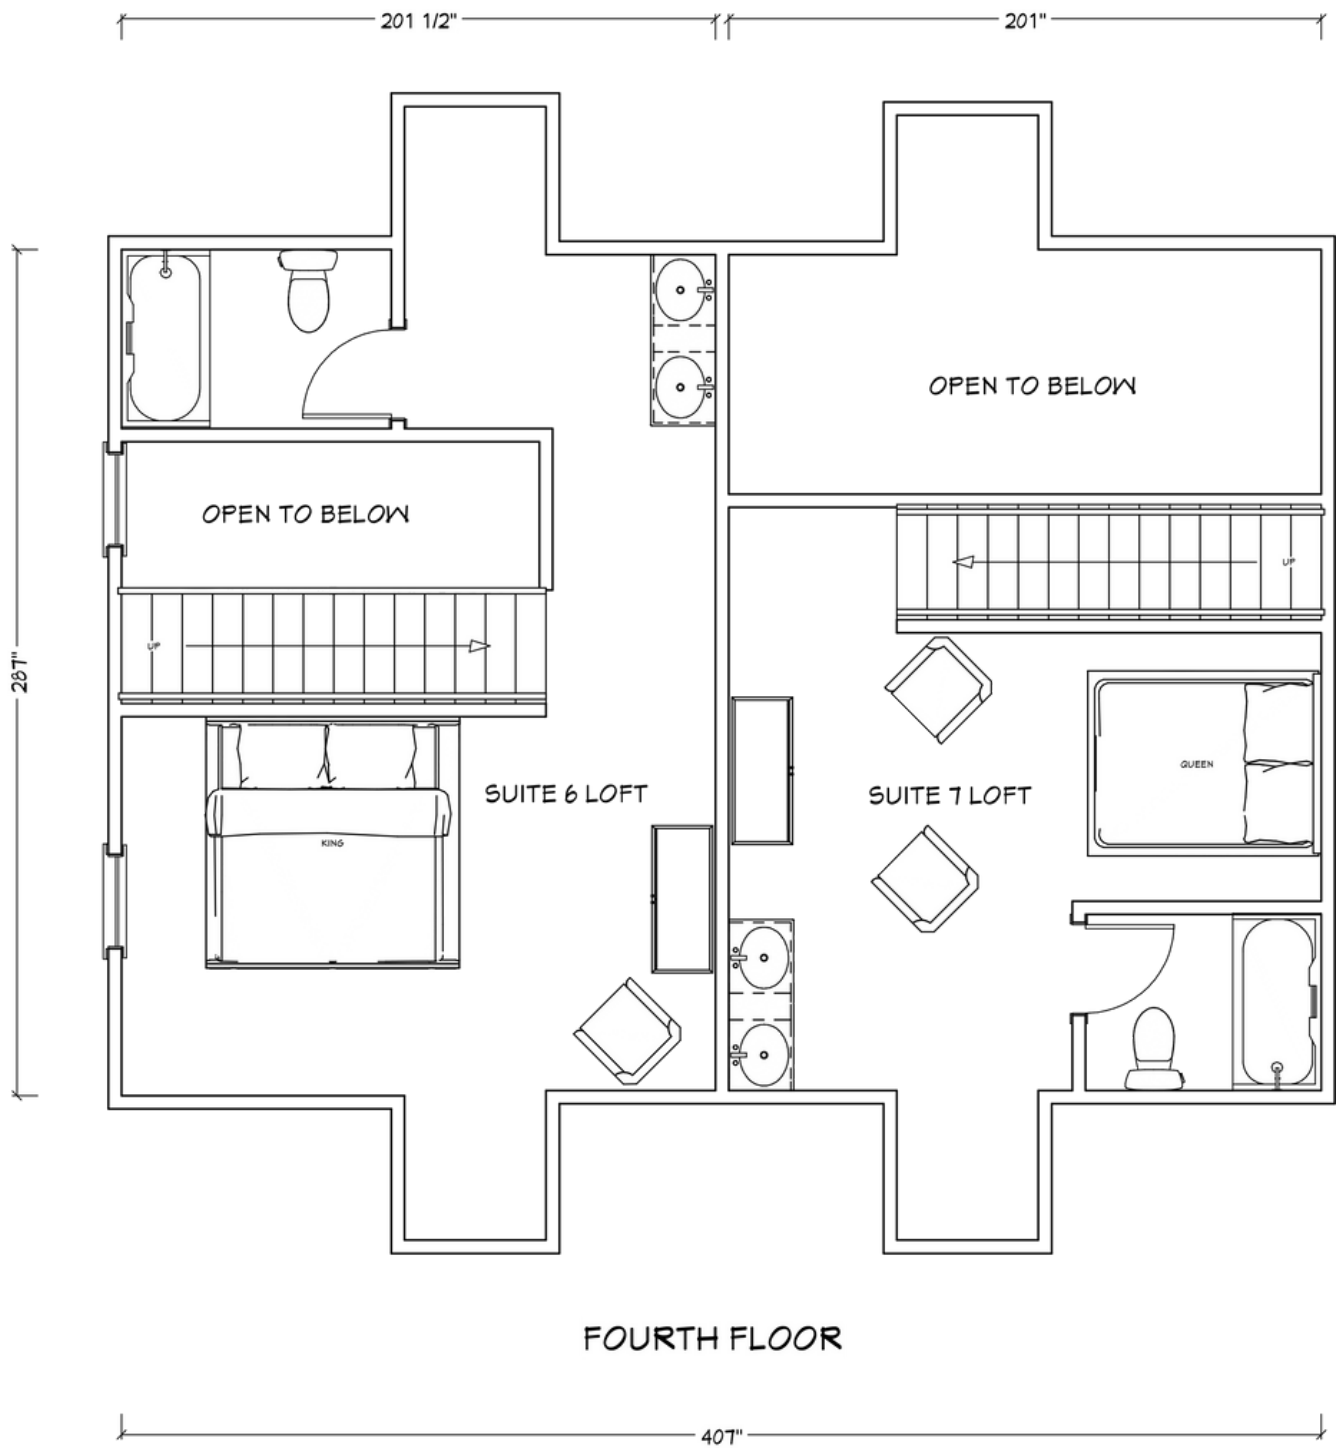 201 1/2"
201"
OPEN TO BELOW
OPEN TO BELOW
UP
UP
287"
QUEEN
SUITE 6 LOFT
SUITE 7 LOFT
KING
FOURTH FLOOR
407"